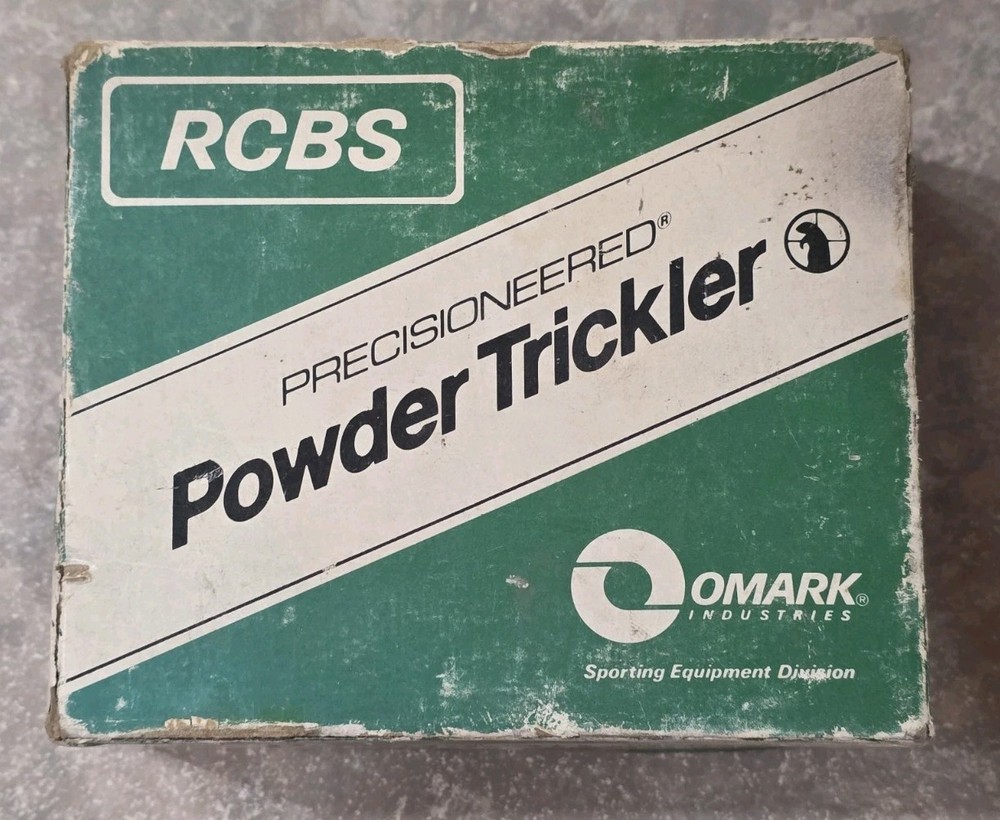 RCBS
PRECISIONEERED®
Powder Trickler
OMARK®
INDUSTRIES
Sporting Equipment Division